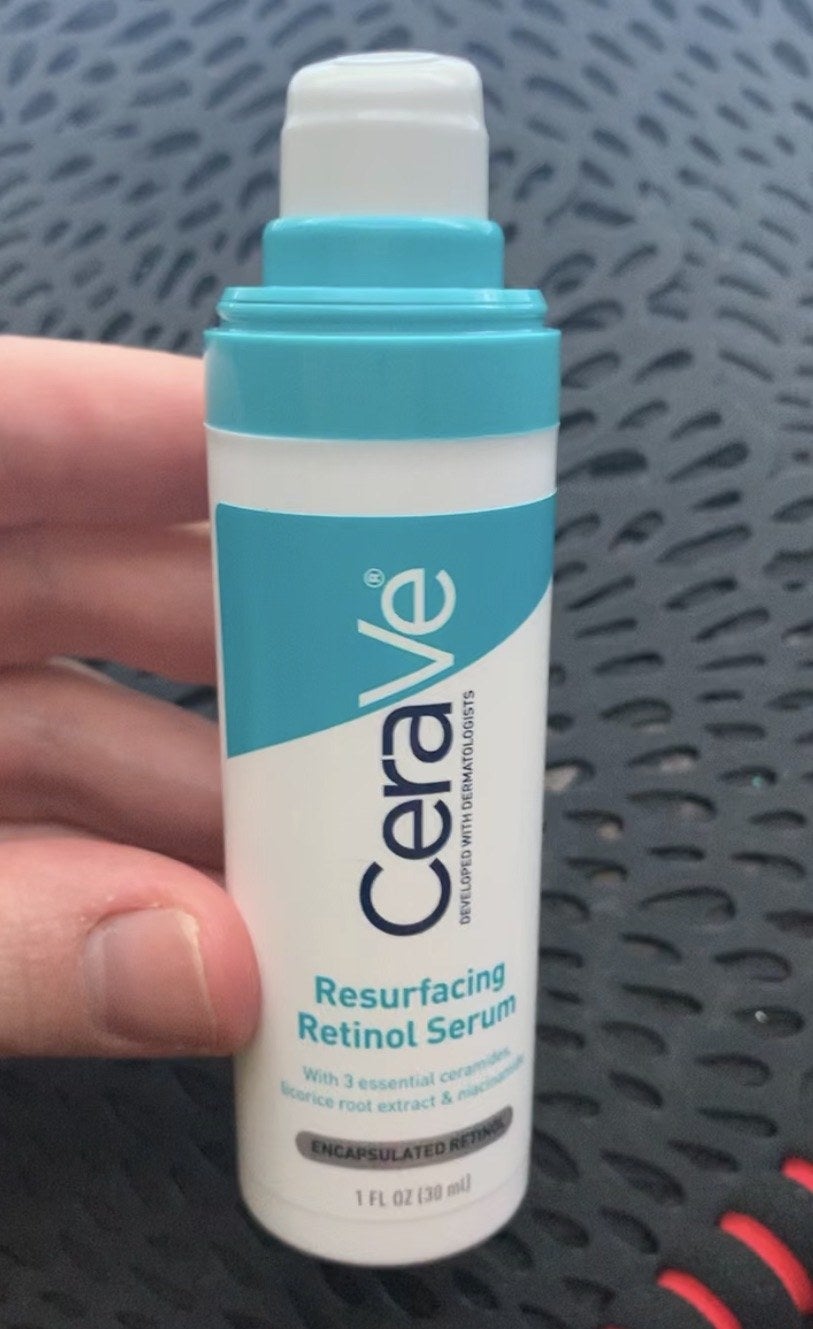 CeraVe®
DEVELOPED WITH DERMATOLOGISTS
Resurfacing
Retinol Serum
With 3 essential ceramides,
licorice root extract & niacinamide
ENCAPSULATED RETINOL
1 FL OZ (30 ml)